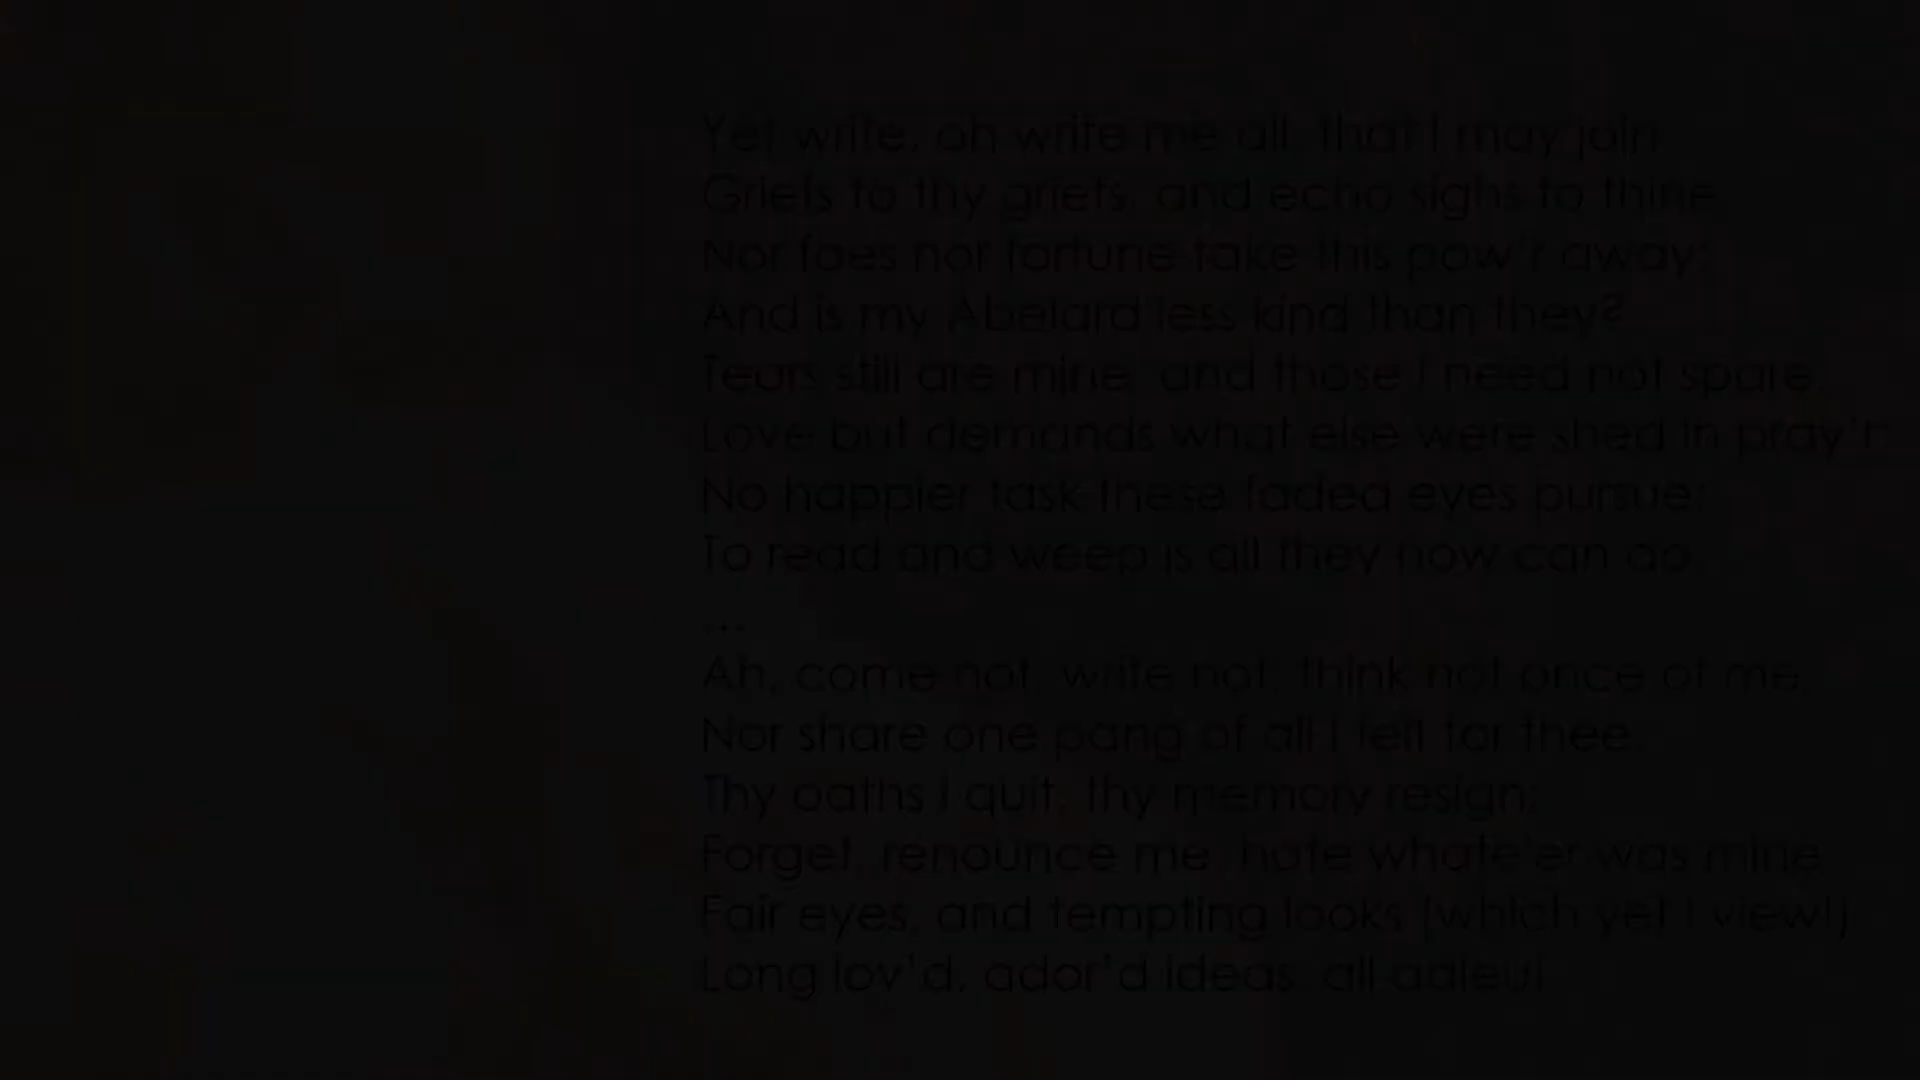 Yet write, oh write me all, that I may join
Griefs to thy griefs, and echo sighs to thine
Nor foes nor fortune take this pow'r away;
And is my Abelard less kind than they?
Tears still are mine, and those I need not spare,
Love but demands what else were shed in pray'r;
No happier task these faded eyes pursue;
To read and weep is all they now can do.
...
Ah, come not, write not, think not once of me,
Nor share one pang of all I felt for thee.
Thy oaths I quit, thy memory resign;
Forget, renounce me, hate whate'er was mine.
Fair eyes, and tempting looks (which yet I view!)
Long lov'd, ador'd ideas, all adieu!